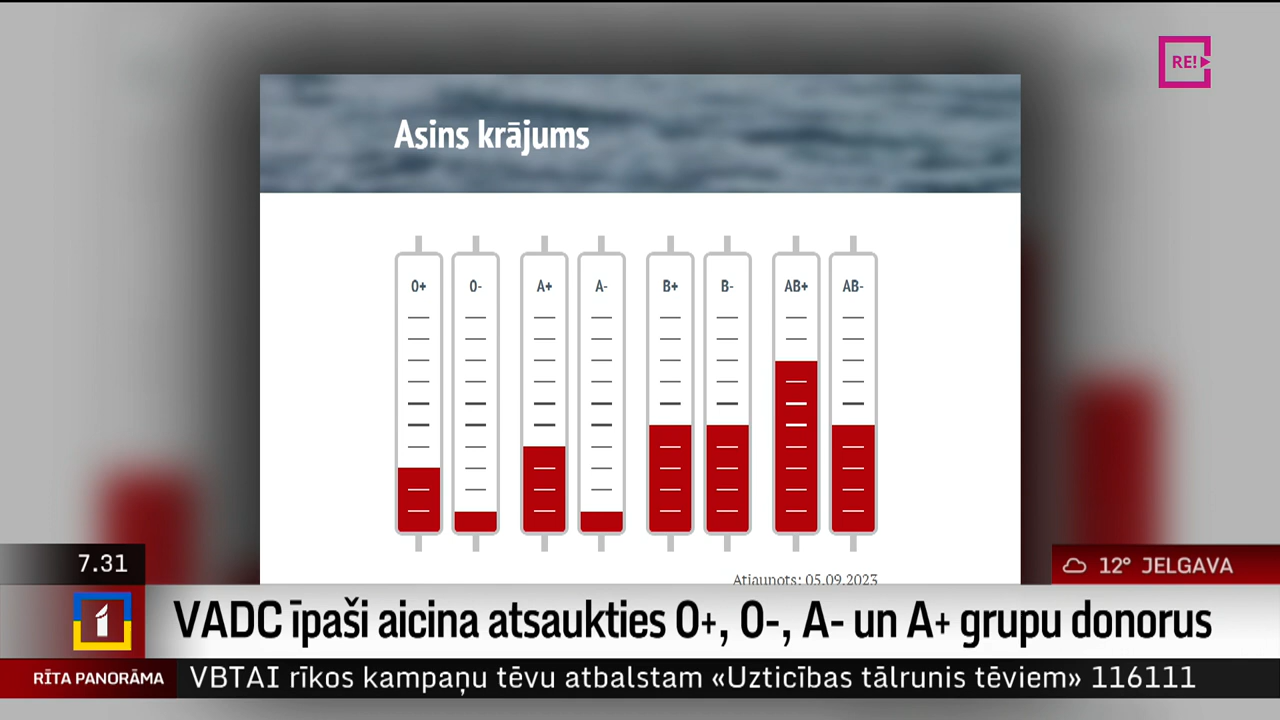 RE!
Asins krājums
0+ 0- A+ A- B+ B- AB+ AB-
Atjaunots: 05.09.2023
7.31
12° JELGAVA
1
VADC īpaši aicina atsaukties 0+, 0-, A- un A+ grupu donorus
RĪTA PANORĀMA
VBTAI rīkos kampaņu tēvu atbalstam «Uzticības tālrunis tēviem» 116111